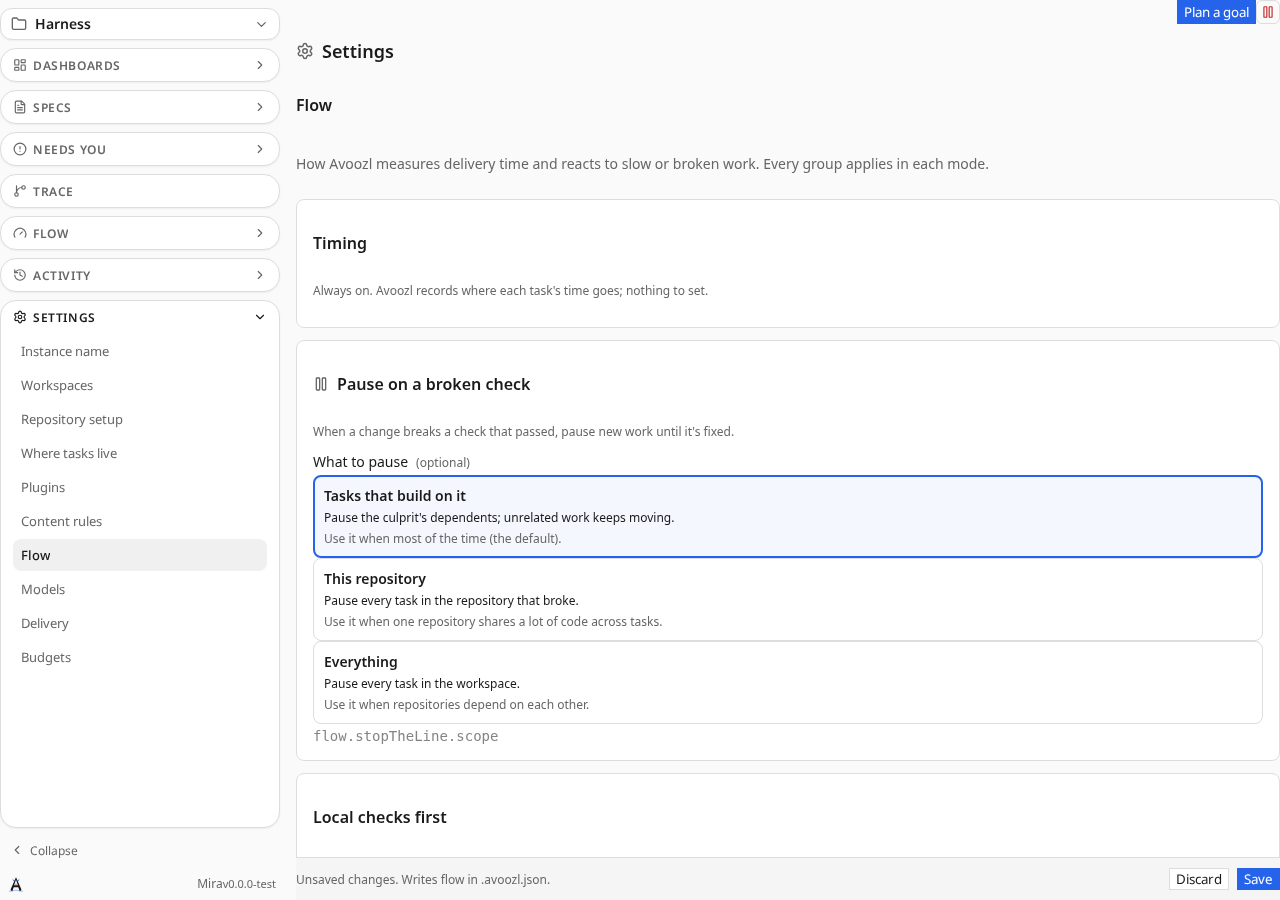 Harness
DASHBOARDS
SPECS
NEEDS YOU
TRACE
FLOW
ACTIVITY
SETTINGS
Instance name
Workspaces
Repository setup
Where tasks live
Plugins
Content rules
Flow
Models
Delivery
Budgets
Collapse
Mirav0.0.0-test
Plan a goal
Settings
Flow
How Avoozl measures delivery time and reacts to slow or broken work. Every group applies in each mode.
Timing
Always on. Avoozl records where each task's time goes; nothing to set.
Pause on a broken check
When a change breaks a check that passed, pause new work until it's fixed.
What to pause (optional)
Tasks that build on it
Pause the culprit's dependents; unrelated work keeps moving.
Use it when most of the time (the default).
This repository
Pause every task in the repository that broke.
Use it when one repository shares a lot of code across tasks.
Everything
Pause every task in the workspace.
Use it when repositories depend on each other.
flow.stopTheLine.scope
Local checks first
Unsaved changes. Writes flow in .avoozl.json.
Discard
Save